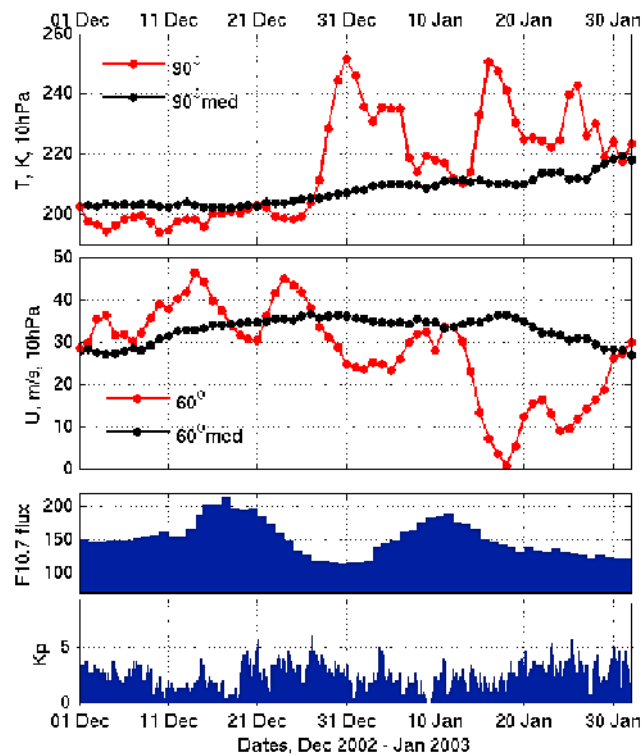 01 Dec 11 Dec 21 Dec 31 Dec 10 Jan 20 Jan 30 Jan
260
240
220
200
T, K, 10hPa
90°
90°med
50
40
30
20
10
0
U, m/s, 10hPa
60°
60°med
200
150
100
F10.7 flux
5
0
Kp
01 Dec 11 Dec 21 Dec 31 Dec 10 Jan 20 Jan 30 Jan
Dates, Dec 2002 - Jan 2003